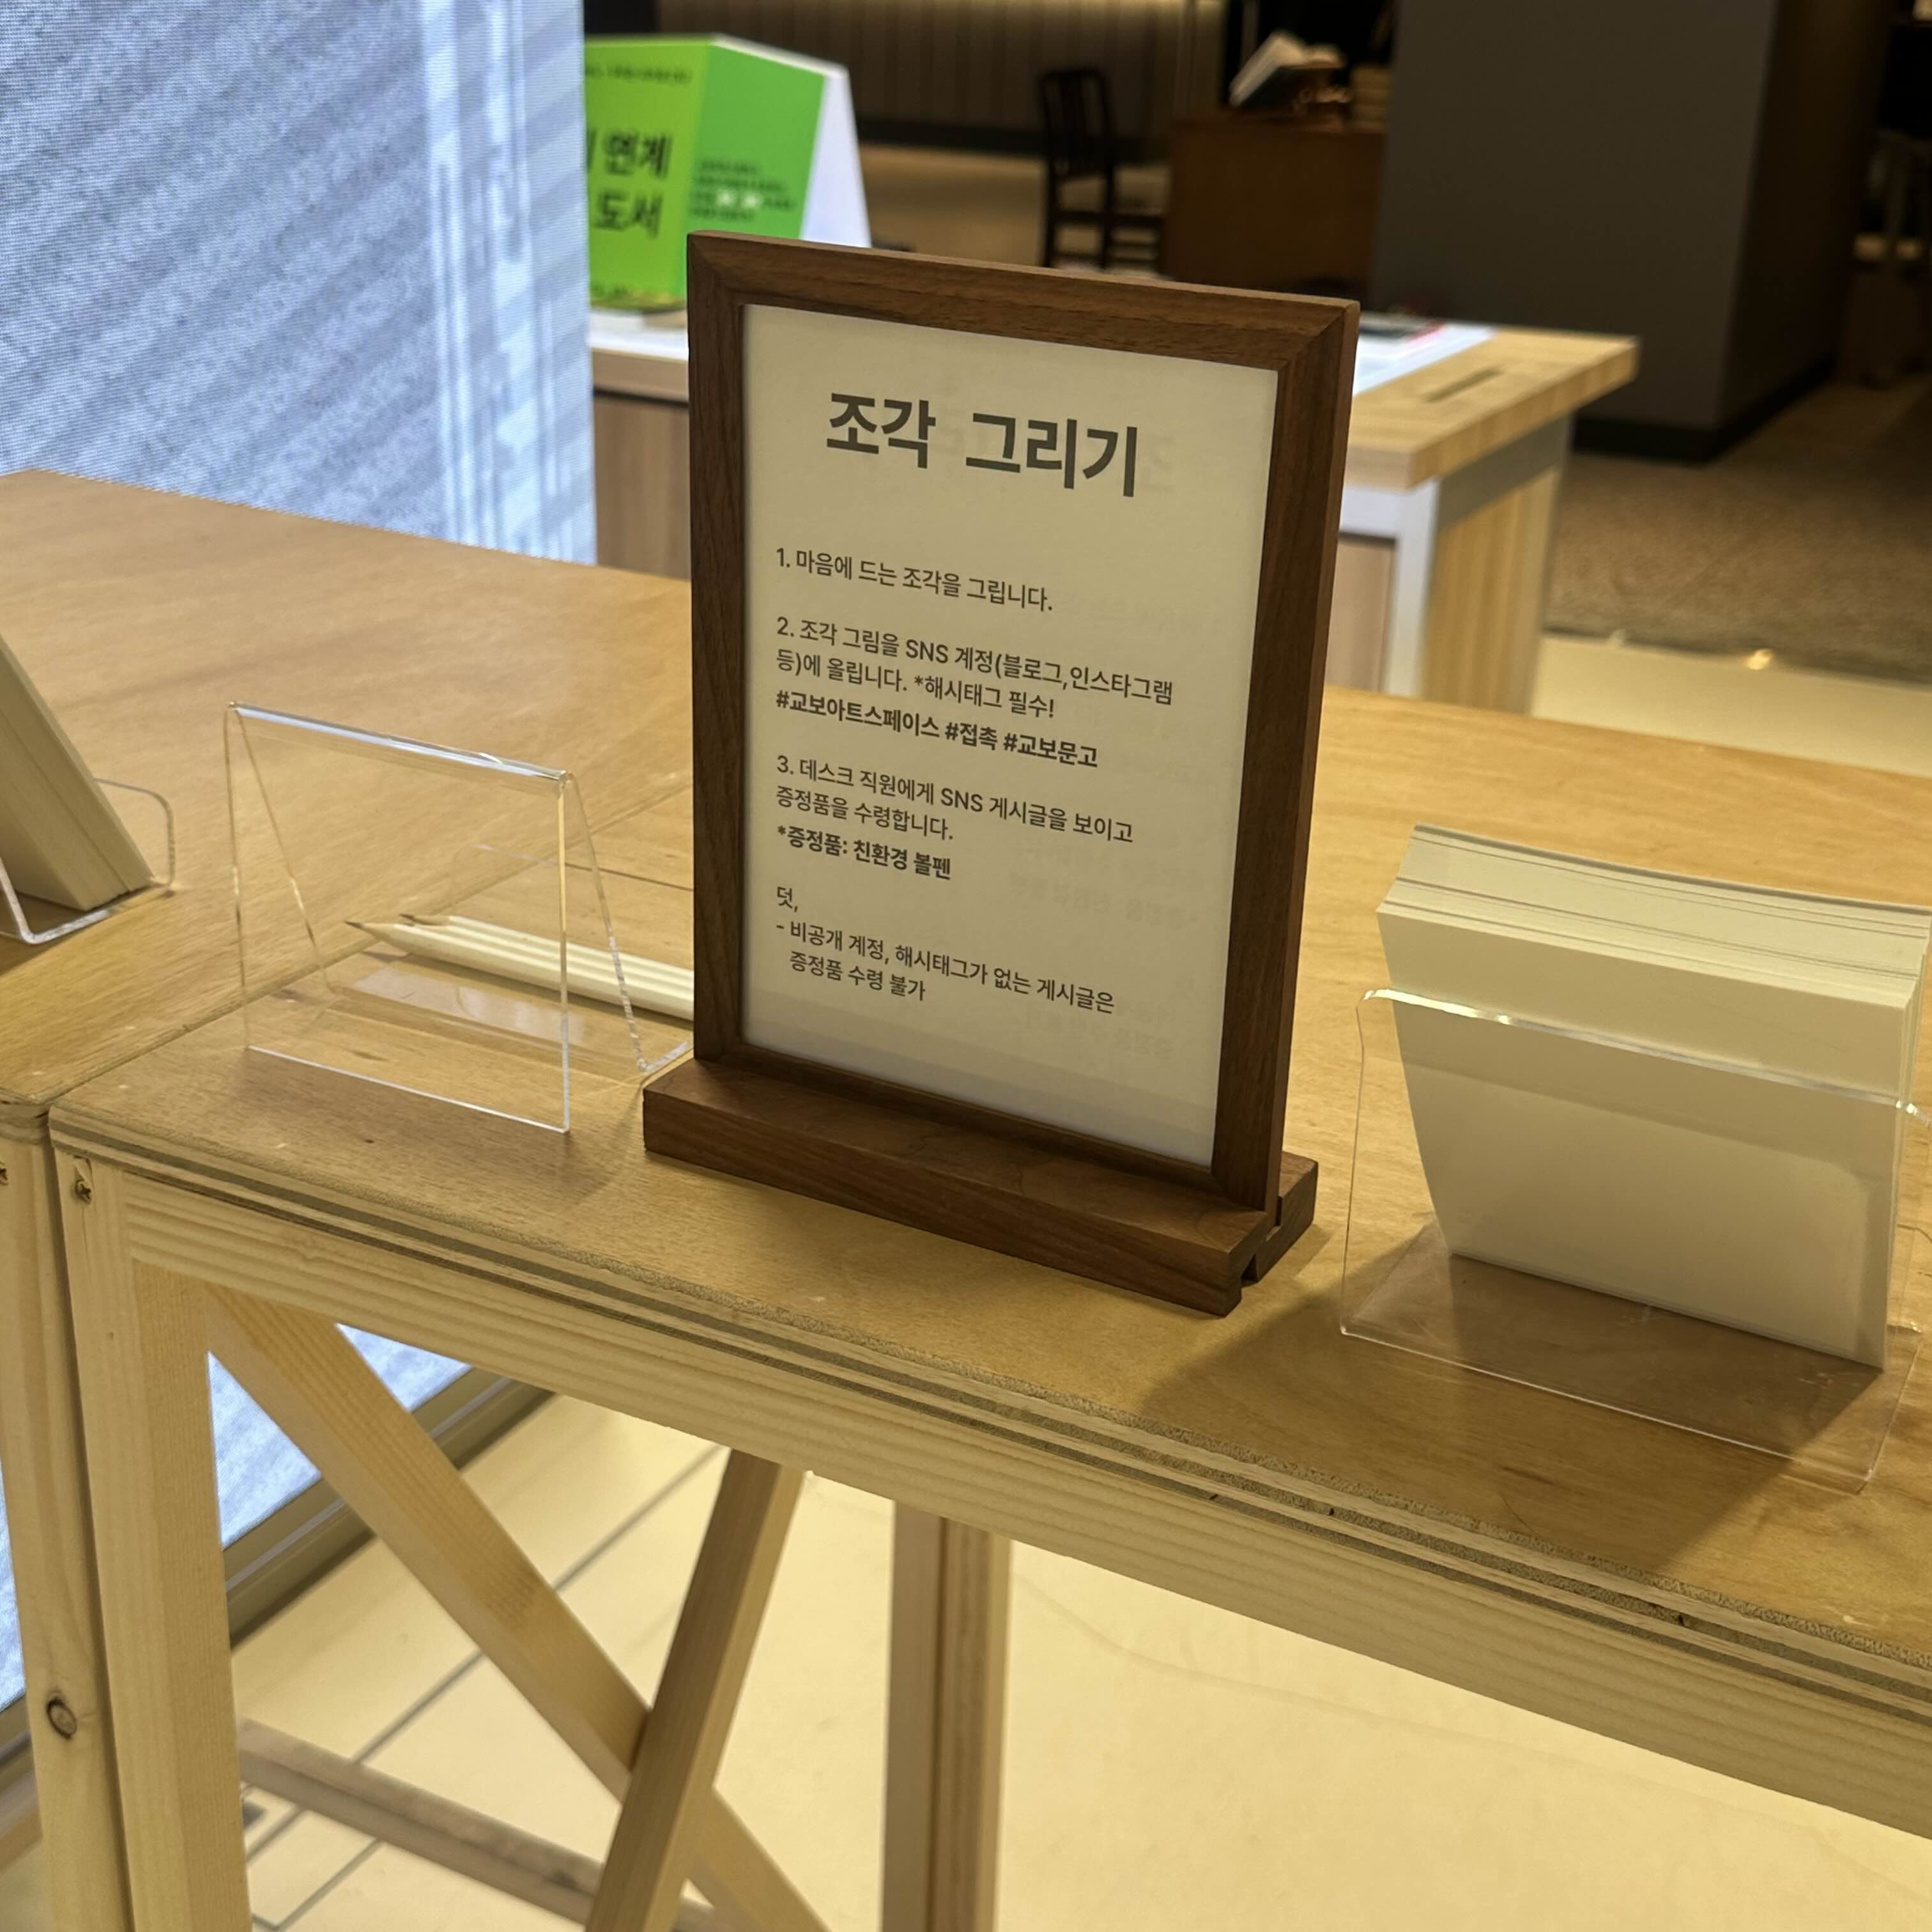 연계
도서
조각 그리기
1. 마음에 드는 조각을 그립니다.
2. 조각 그림을 SNS 계정(블로그,인스타그램
등)에 올립니다. *해시태그 필수!
#교보아트스페이스 #접촉 #교보문고
3. 데스크 직원에게 SNS 게시글을 보이고
증정품을 수령합니다.
*증정품: 친환경 볼펜
덧,
- 비공개 계정, 해시태그가 없는 게시글은
증정품 수령 불가